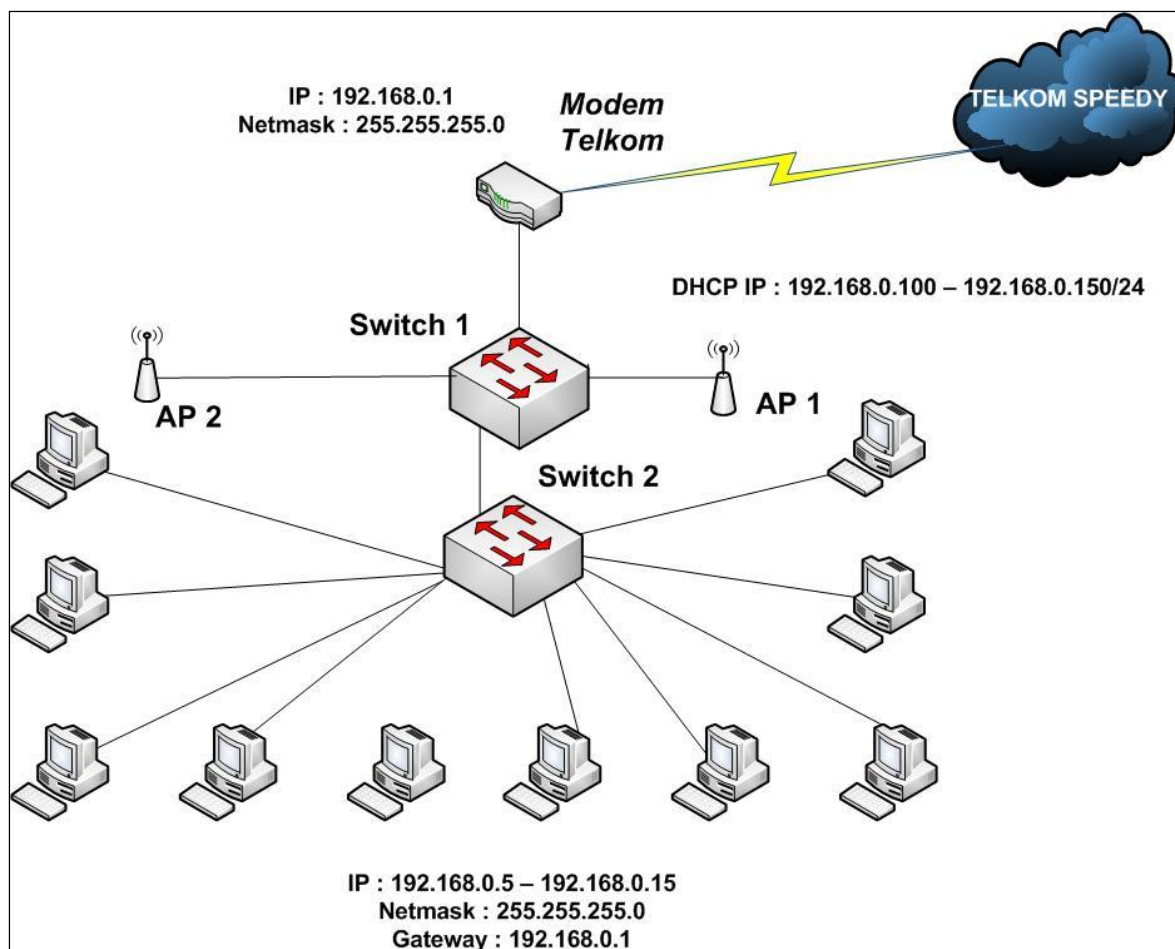 TELKOM SPEEDY
IP : 192.168.0.1
Netmask : 255.255.255.0
Modem
Telkom
DHCP IP : 192.168.0.100 – 192.168.0.150/24
Switch 1
AP 2
AP 1
Switch 2
IP : 192.168.0.5 – 192.168.0.15
Netmask : 255.255.255.0
Gateway : 192.168.0.1